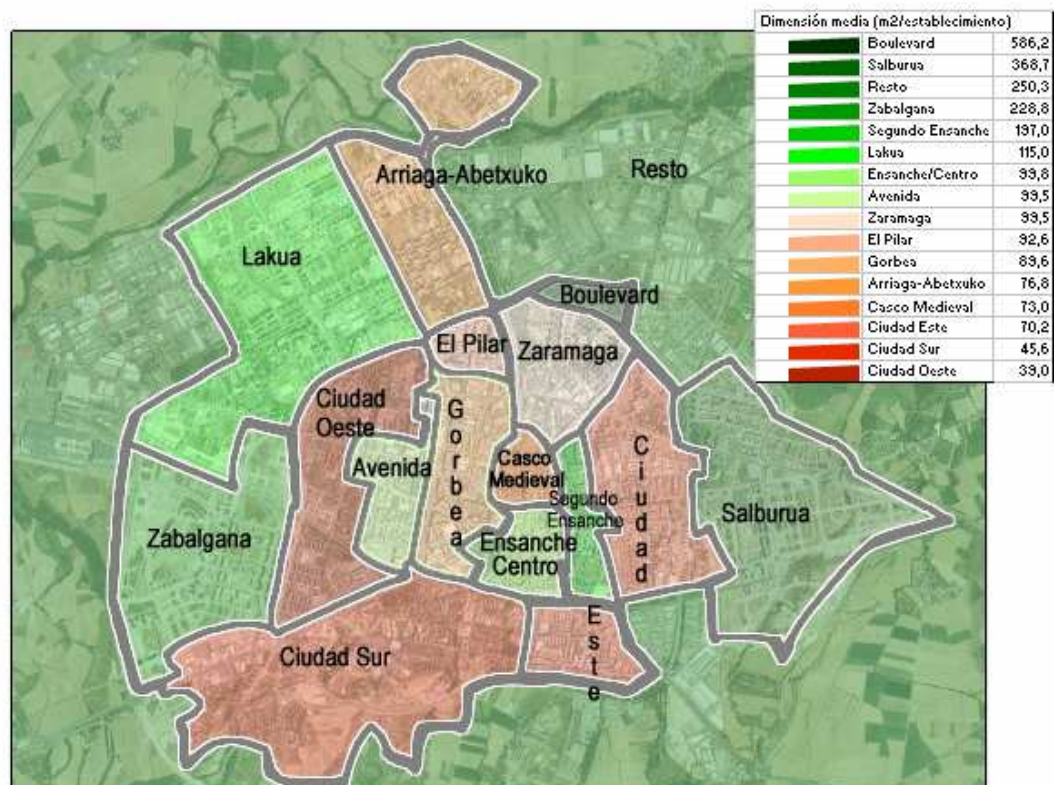 Dimensión media (m2/establecimiento)
Boulevard 586,2
Salburua 368,7
Resto 250,3
Zabalgana 228,8
Segundo Ensanche 197,0
Lakua 115,0
Ensanche/Centro 99,8
Avenida 99,5
Zaramaga 99,5
El Pilar 92,6
Gorbea 89,6
Arriaga-Abetxuko 76,8
Casco Medieval 73,0
Ciudad Este 70,2
Ciudad Sur 45,6
Ciudad Oeste 39,0
Arriaga-Abetxuko
Resto
Lakua
Boulevard
El Pilar
Zaramaga
Ciudad
Oeste
Gorbea
Avenida
Casco
Medieval
Segundo
Ensanche
Ciudad
Salburua
Zabalgana
Ensanche
Centro
Este
Ciudad Sur